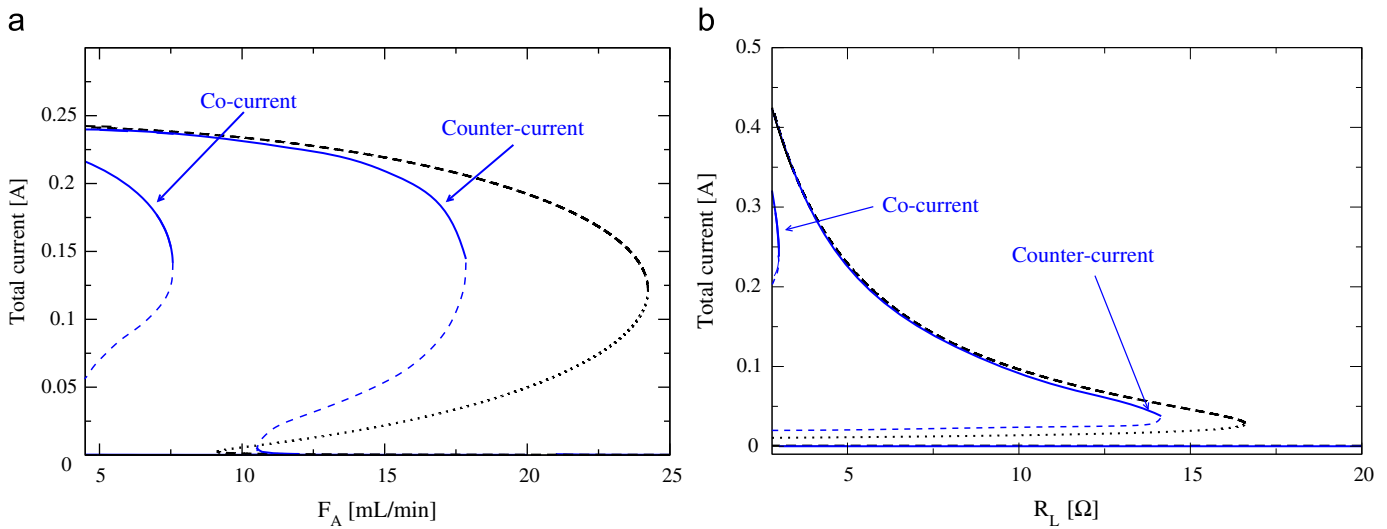 a
Co-current
Counter-current
Total current [A]
0.25
0.2
0.15
0.1
0.05
0
5 10 15 20 25
F_A [mL/min]
b
Co-current
Counter-current
Total current [A]
0.5
0.4
0.3
0.2
0.1
0
5 10 15 20
R_L [Ω]